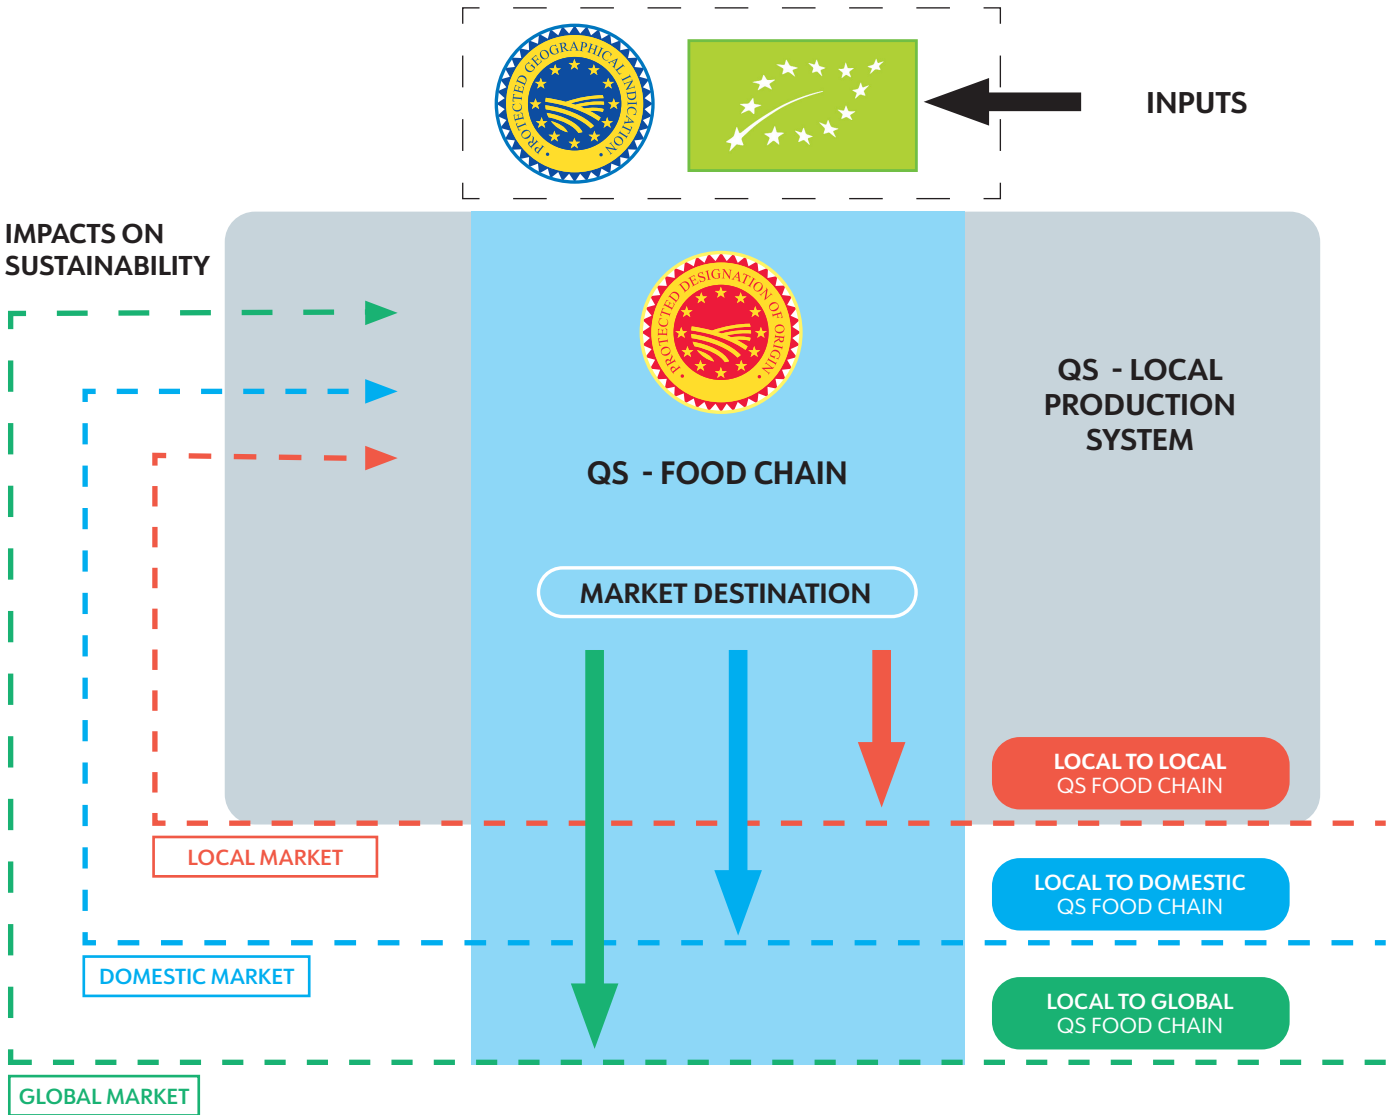 PROTECTED GEOGRAPHICAL INDICATION
INPUTS
IMPACTS ON
SUSTAINABILITY
PROTECTED DESIGNATION OF ORIGIN
QS - LOCAL
PRODUCTION
SYSTEM
QS - FOOD CHAIN
MARKET DESTINATION
LOCAL TO LOCAL
QS FOOD CHAIN
LOCAL MARKET
LOCAL TO DOMESTIC
QS FOOD CHAIN
DOMESTIC MARKET
LOCAL TO GLOBAL
QS FOOD CHAIN
GLOBAL MARKET